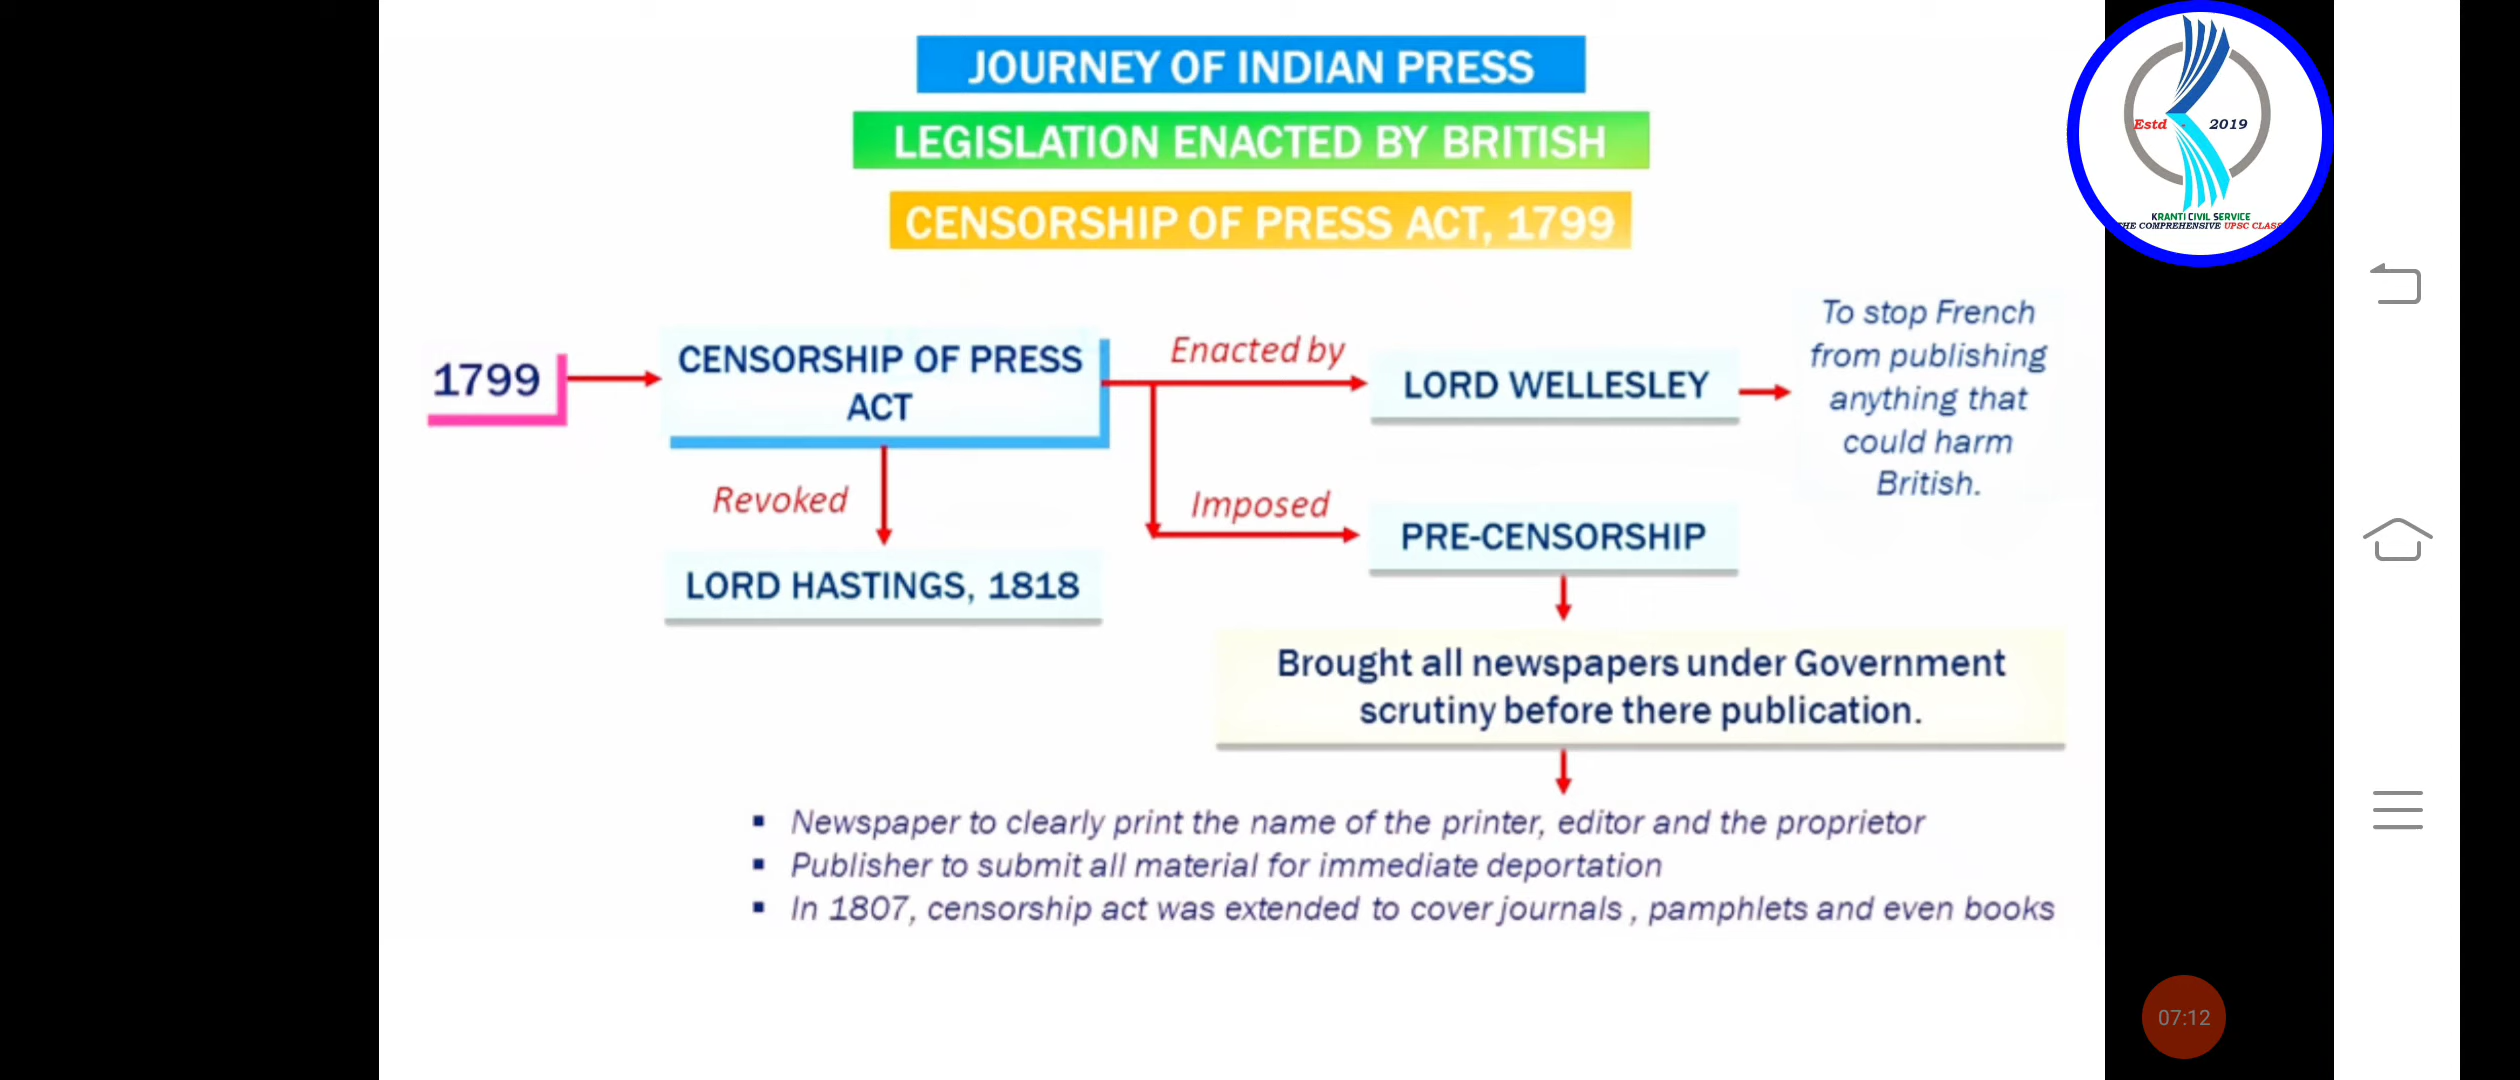 JOURNEY OF INDIAN PRESS
LEGISLATION ENACTED BY BRITISH
CENSORSHIP OF PRESS ACT, 1799
Estd - 2019
KRANTI CIVIL SERVICE
THE COMPREHENSIVE UPSC CLASS
1799
CENSORSHIP OF PRESS
ACT
Enacted by
LORD WELLESLEY
To stop French
from publishing
anything that
could harm
British.
Revoked
LORD HASTINGS, 1818
Imposed
PRE-CENSORSHIP
Brought all newspapers under Government
scrutiny before there publication.
▪ Newspaper to clearly print the name of the printer, editor and the proprietor
▪ Publisher to submit all material for immediate deportation
▪ In 1807, censorship act was extended to cover journals , pamphlets and even books
07:12